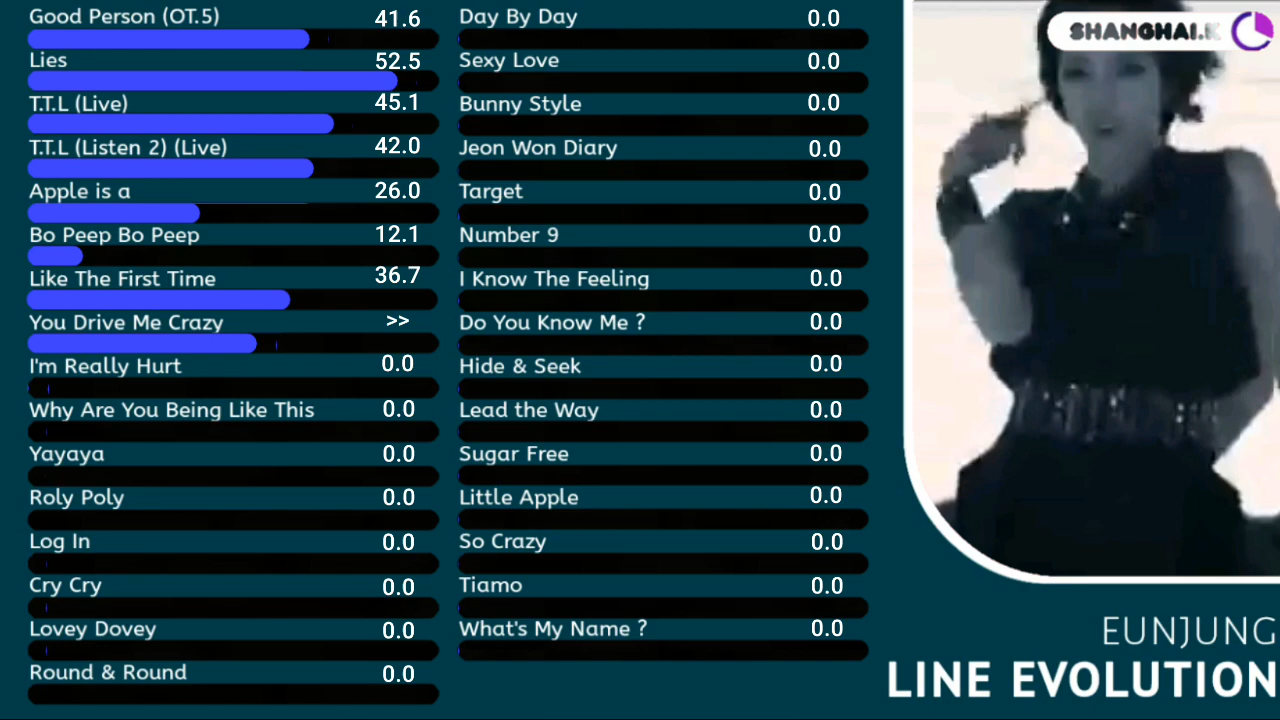 Good Person (OT.5) 41.6
Lies 52.5
T.T.L (Live) 45.1
T.T.L (Listen 2) (Live) 42.0
Apple is a 26.0
Bo Peep Bo Peep 12.1
Like The First Time 36.7
You Drive Me Crazy >>
I'm Really Hurt 0.0
Why Are You Being Like This 0.0
Yayaya 0.0
Roly Poly 0.0
Log In 0.0
Cry Cry 0.0
Lovey Dovey 0.0
Round & Round 0.0
Day By Day 0.0
Sexy Love 0.0
Bunny Style 0.0
Jeon Won Diary 0.0
Target 0.0
Number 9 0.0
I Know The Feeling 0.0
Do You Know Me ? 0.0
Hide & Seek 0.0
Lead the Way 0.0
Sugar Free 0.0
Little Apple 0.0
So Crazy 0.0
Tiamo 0.0
What's My Name ? 0.0
SHANGHAI.K
EUNJUNG
LINE EVOLUTION